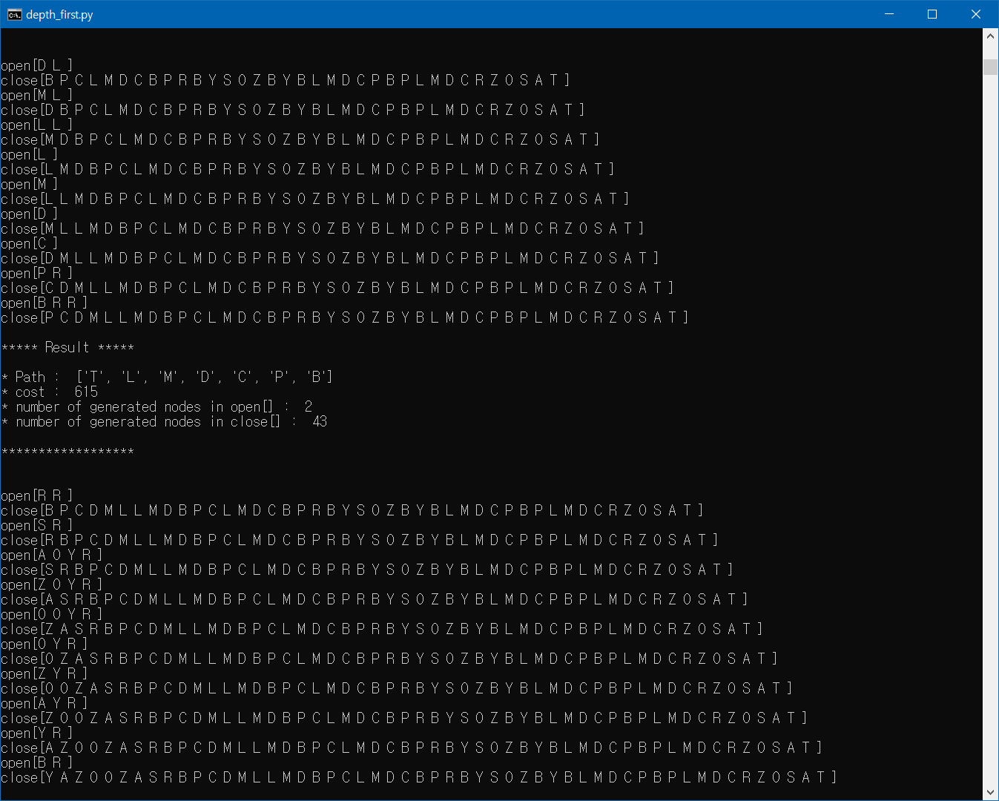 depth_first.py
open[D L ]
close[B P C L M D C B P R B Y S O Z B Y B L M D C P B P L M D C R Z O S A T ]
open[M L ]
close[D B P C L M D C B P R B Y S O Z B Y B L M D C P B P L M D C R Z O S A T ]
open[L L ]
close[M D B P C L M D C B P R B Y S O Z B Y B L M D C P B P L M D C R Z O S A T ]
open[L ]
close[L M D B P C L M D C B P R B Y S O Z B Y B L M D C P B P L M D C R Z O S A T ]
open[M ]
close[L L M D B P C L M D C B P R B Y S O Z B Y B L M D C P B P L M D C R Z O S A T ]
open[D ]
close[M L L M D B P C L M D C B P R B Y S O Z B Y B L M D C P B P L M D C R Z O S A T ]
open[C ]
close[D M L L M D B P C L M D C B P R B Y S O Z B Y B L M D C P B P L M D C R Z O S A T ]
open[P R ]
close[C D M L L M D B P C L M D C B P R B Y S O Z B Y B L M D C P B P L M D C R Z O S A T ]
open[B R R ]
close[P C D M L L M D B P C L M D C B P R B Y S O Z B Y B L M D C P B P L M D C R Z O S A T ]
***** Result *****
* Path :  ['T', 'L', 'M', 'D', 'C', 'P', 'B']
* cost :  615
* number of generated nodes in open[] :  2
* number of generated nodes in close[] :  43
******************
open[R R ]
close[B P C D M L L M D B P C L M D C B P R B Y S O Z B Y B L M D C P B P L M D C R Z O S A T ]
open[S R ]
close[R B P C D M L L M D B P C L M D C B P R B Y S O Z B Y B L M D C P B P L M D C R Z O S A T ]
open[A O Y R ]
close[S R B P C D M L L M D B P C L M D C B P R B Y S O Z B Y B L M D C P B P L M D C R Z O S A T ]
open[Z O Y R ]
close[A S R B P C D M L L M D B P C L M D C B P R B Y S O Z B Y B L M D C P B P L M D C R Z O S A T ]
open[O O Y R ]
close[Z A S R B P C D M L L M D B P C L M D C B P R B Y S O Z B Y B L M D C P B P L M D C R Z O S A T ]
open[O Y R ]
close[O Z A S R B P C D M L L M D B P C L M D C B P R B Y S O Z B Y B L M D C P B P L M D C R Z O S A T ]
open[Z Y R ]
close[O O Z A S R B P C D M L L M D B P C L M D C B P R B Y S O Z B Y B L M D C P B P L M D C R Z O S A T ]
open[A Y R ]
close[Z O O Z A S R B P C D M L L M D B P C L M D C B P R B Y S O Z B Y B L M D C P B P L M D C R Z O S A T ]
open[Y R ]
close[A Z O O Z A S R B P C D M L L M D B P C L M D C B P R B Y S O Z B Y B L M D C P B P L M D C R Z O S A T ]
open[B R ]
close[Y A Z O O Z A S R B P C D M L L M D B P C L M D C B P R B Y S O Z B Y B L M D C P B P L M D C R Z O S A T ]